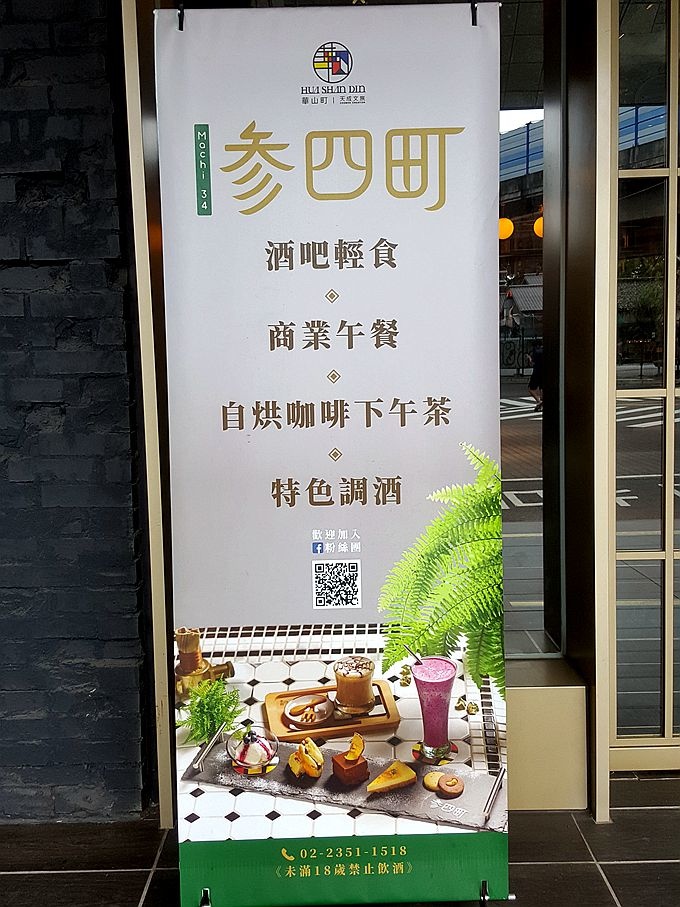 HUA SHAN DIN
華山町 | 天成文旅
Machi 34
参四町
酒吧輕食
商業午餐
自烘咖啡下午茶
特色調酒
歡迎加入
f粉絲團
参四町
02-2351-1518
《未滿18歲禁止飲酒》